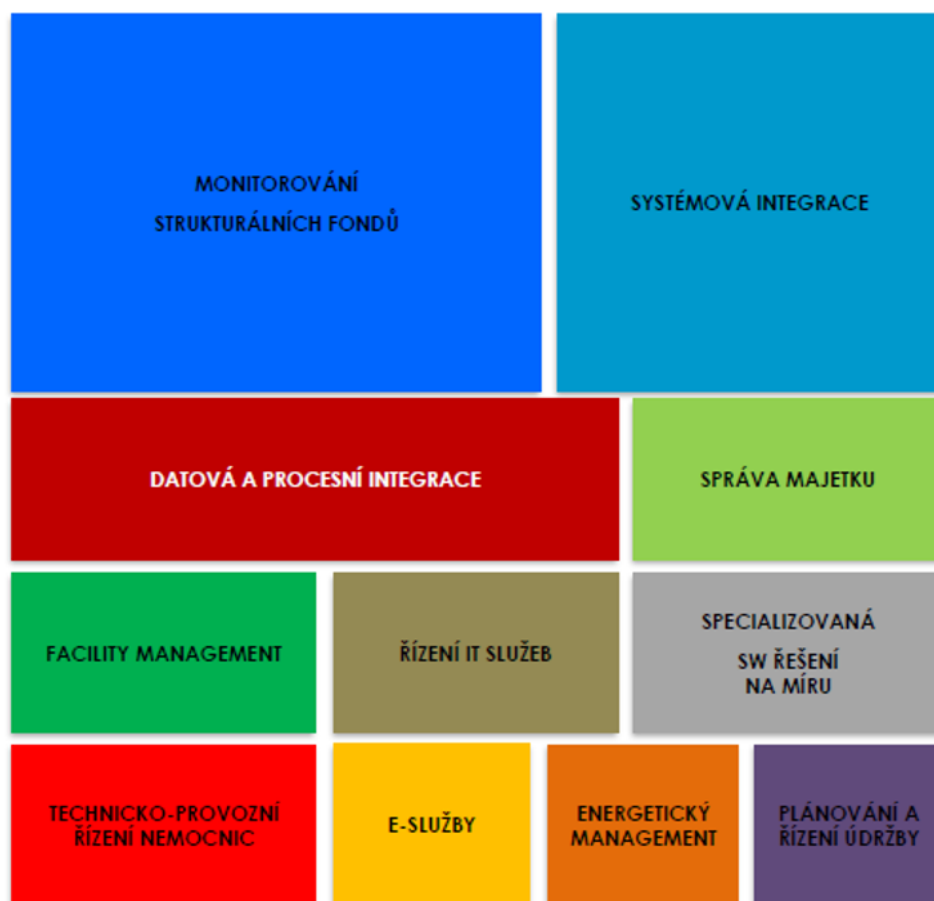 MONITOROVÁNÍ
STRUKTURÁLNÍCH FONDŮ
SYSTÉMOVÁ INTEGRACE
DATOVÁ A PROCESNÍ INTEGRACE
SPRÁVA MAJETKU
FACILITY MANAGEMENT
ŘÍZENÍ IT SLUŽEB
SPECIALIZOVANÁ
SW ŘEŠENÍ
NA MÍRU
TECHNICKO-PROVOZNÍ
ŘÍZENÍ NEMOCNIC
E-SLUŽBY
ENERGETICKÝ
MANAGEMENT
PLÁNOVÁNÍ A
ŘÍZENÍ ÚDRŽBY